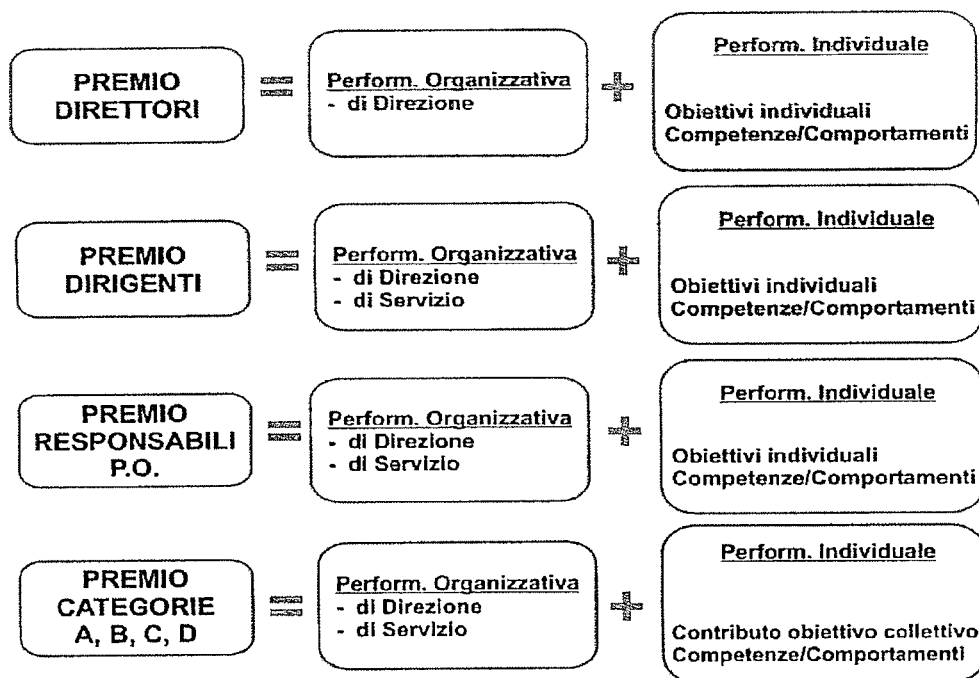 PREMIO
DIRETTORI
=
Perform. Organizzativa
- di Direzione
+
Perform. Individuale
Obiettivi individuali
Competenze/Comportamenti
PREMIO
DIRIGENTI
=
Perform. Organizzativa
- di Direzione
- di Servizio
+
Perform. Individuale
Obiettivi individuali
Competenze/Comportamenti
PREMIO
RESPONSABILI
P.O.
=
Perform. Organizzativa
- di Direzione
- di Servizio
+
Perform. Individuale
Obiettivi individuali
Competenze/Comportamenti
PREMIO
CATEGORIE
A, B, C, D
=
Perform. Organizzativa
- di Direzione
- di Servizio
+
Perform. Individuale
Contributo obiettivo collettivo
Competenze/Comportamenti